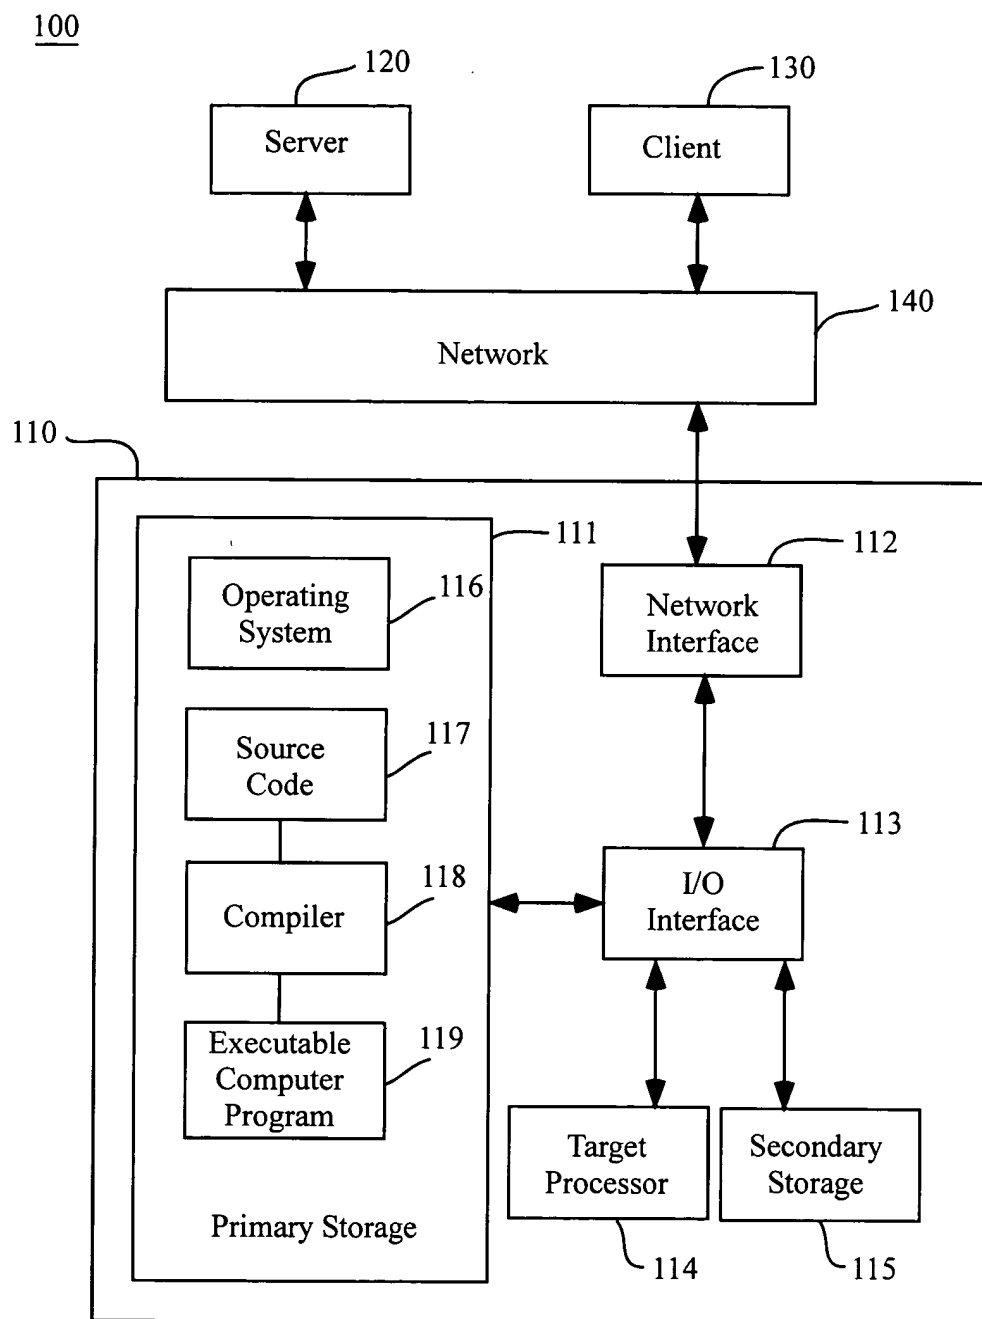 100
120
130
Server
Client
140
Network
110
111
112
Operating
System
116
Network
Interface
117
Source
Code
113
I/O
Interface
118
Compiler
119
Executable
Computer
Program
Target
Processor
Secondary
Storage
Primary Storage
114
115